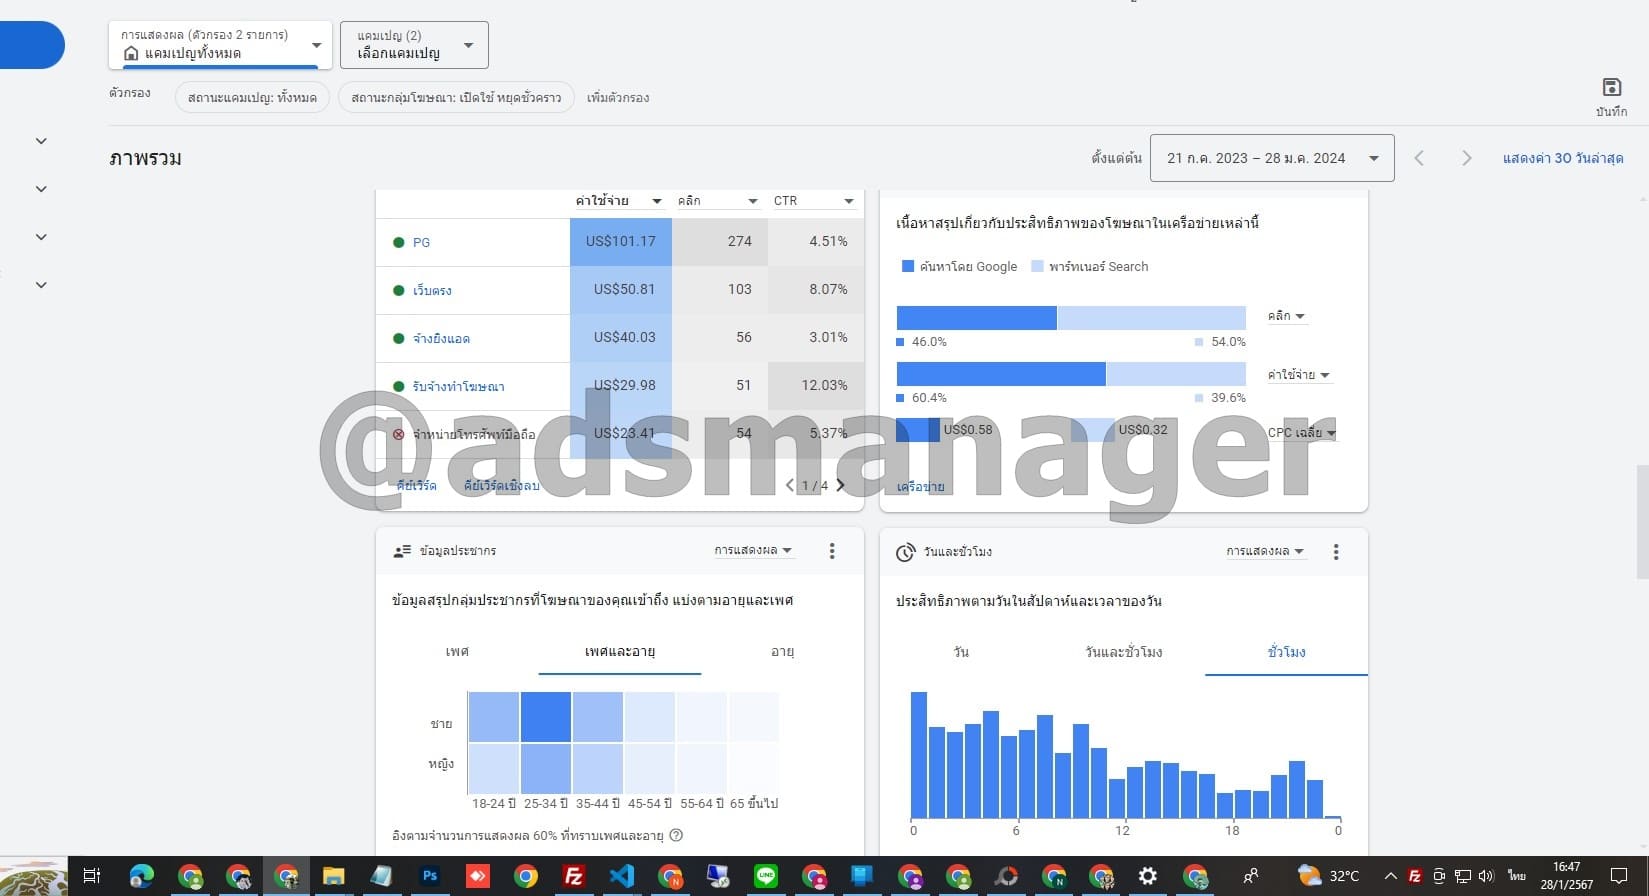 การแสดงผล (ตัวกรอง 2 รายการ)
แคมเปญทั้งหมด
แคมเปญ (2)
เลือกแคมเปญ
ตัวกรอง
สถานะแคมเปญ: ทั้งหมด
สถานะกลุ่มโฆษณา: เปิดใช้ หยุดชั่วคราว
เพิ่มตัวกรอง
บันทึก
ภาพรวม
ตั้งแต่ต้น
21 ก.ค. 2023 – 28 ม.ค. 2024
แสดงค่า 30 วันล่าสุด
ค่าใช้จ่าย คลิก CTR
PG US$101.17 274 4.51%
เว็บตรง US$50.81 103 8.07%
จ้างยิงแอด US$40.03 56 3.01%
รับจ้างทำโฆษณา US$29.98 51 12.03%
จำหน่ายโทรศัพท์มือถือ US$23.41 54 5.37%
คีย์เวิร์ด คีย์เวิร์ดเชิงลบ 1 / 4
เนื้อหาสรุปเกี่ยวกับประสิทธิภาพของโฆษณาในเครือข่ายเหล่านี้
ค้นหาโดย Google พาร์ทเนอร์ Search
คลิก
46.0% 54.0%
ค่าใช้จ่าย
60.4% 39.6%
US$0.58 US$0.32 CPC เฉลี่ย
เครือข่าย
@adsmanager
ข้อมูลประชากร การแสดงผล
ข้อมูลสรุปกลุ่มประชากรที่โฆษณาของคุณเข้าถึง แบ่งตามอายุและเพศ
เพศ เพศและอายุ อายุ
ชาย
หญิง
18-24 ปี 25-34 ปี 35-44 ปี 45-54 ปี 55-64 ปี 65 ขึ้นไป
อิงตามจำนวนการแสดงผล 60% ที่ทราบเพศและอายุ
วันและชั่วโมง การแสดงผล
ประสิทธิภาพตามวันในสัปดาห์และเวลาของวัน
วัน วันและชั่วโมง ชั่วโมง
0 6 12 18 0
32°C
ไทย
16:47
28/1/2567